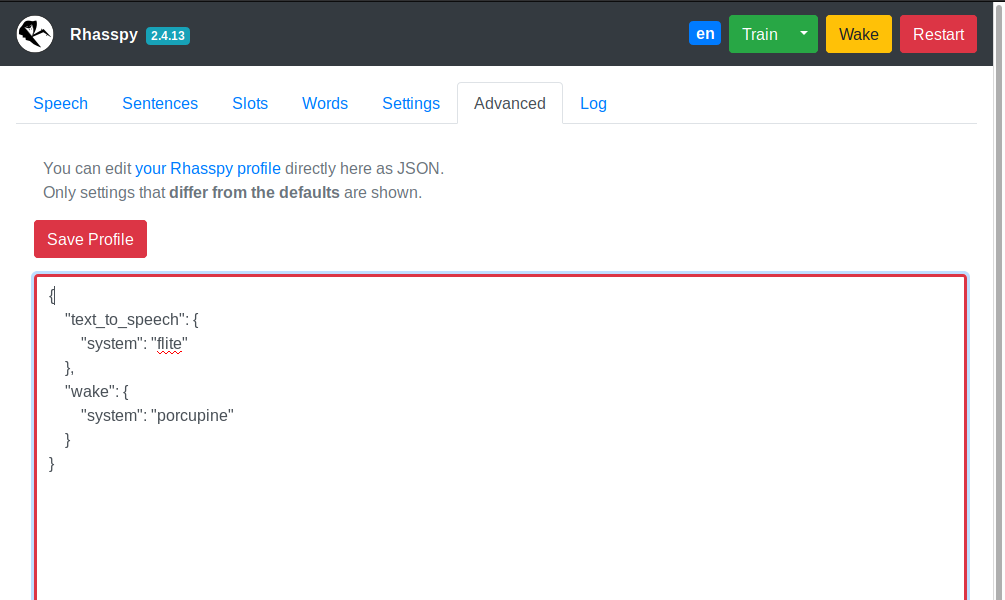 Rhasspy 2.4.13 en Train Wake Restart
Speech Sentences Slots Words Settings Advanced Log
You can edit your Rhasspy profile directly here as JSON.
Only settings that differ from the defaults are shown.
Save Profile
{
"text_to_speech": {
"system": "flite"
},
"wake": {
"system": "porcupine"
}
}